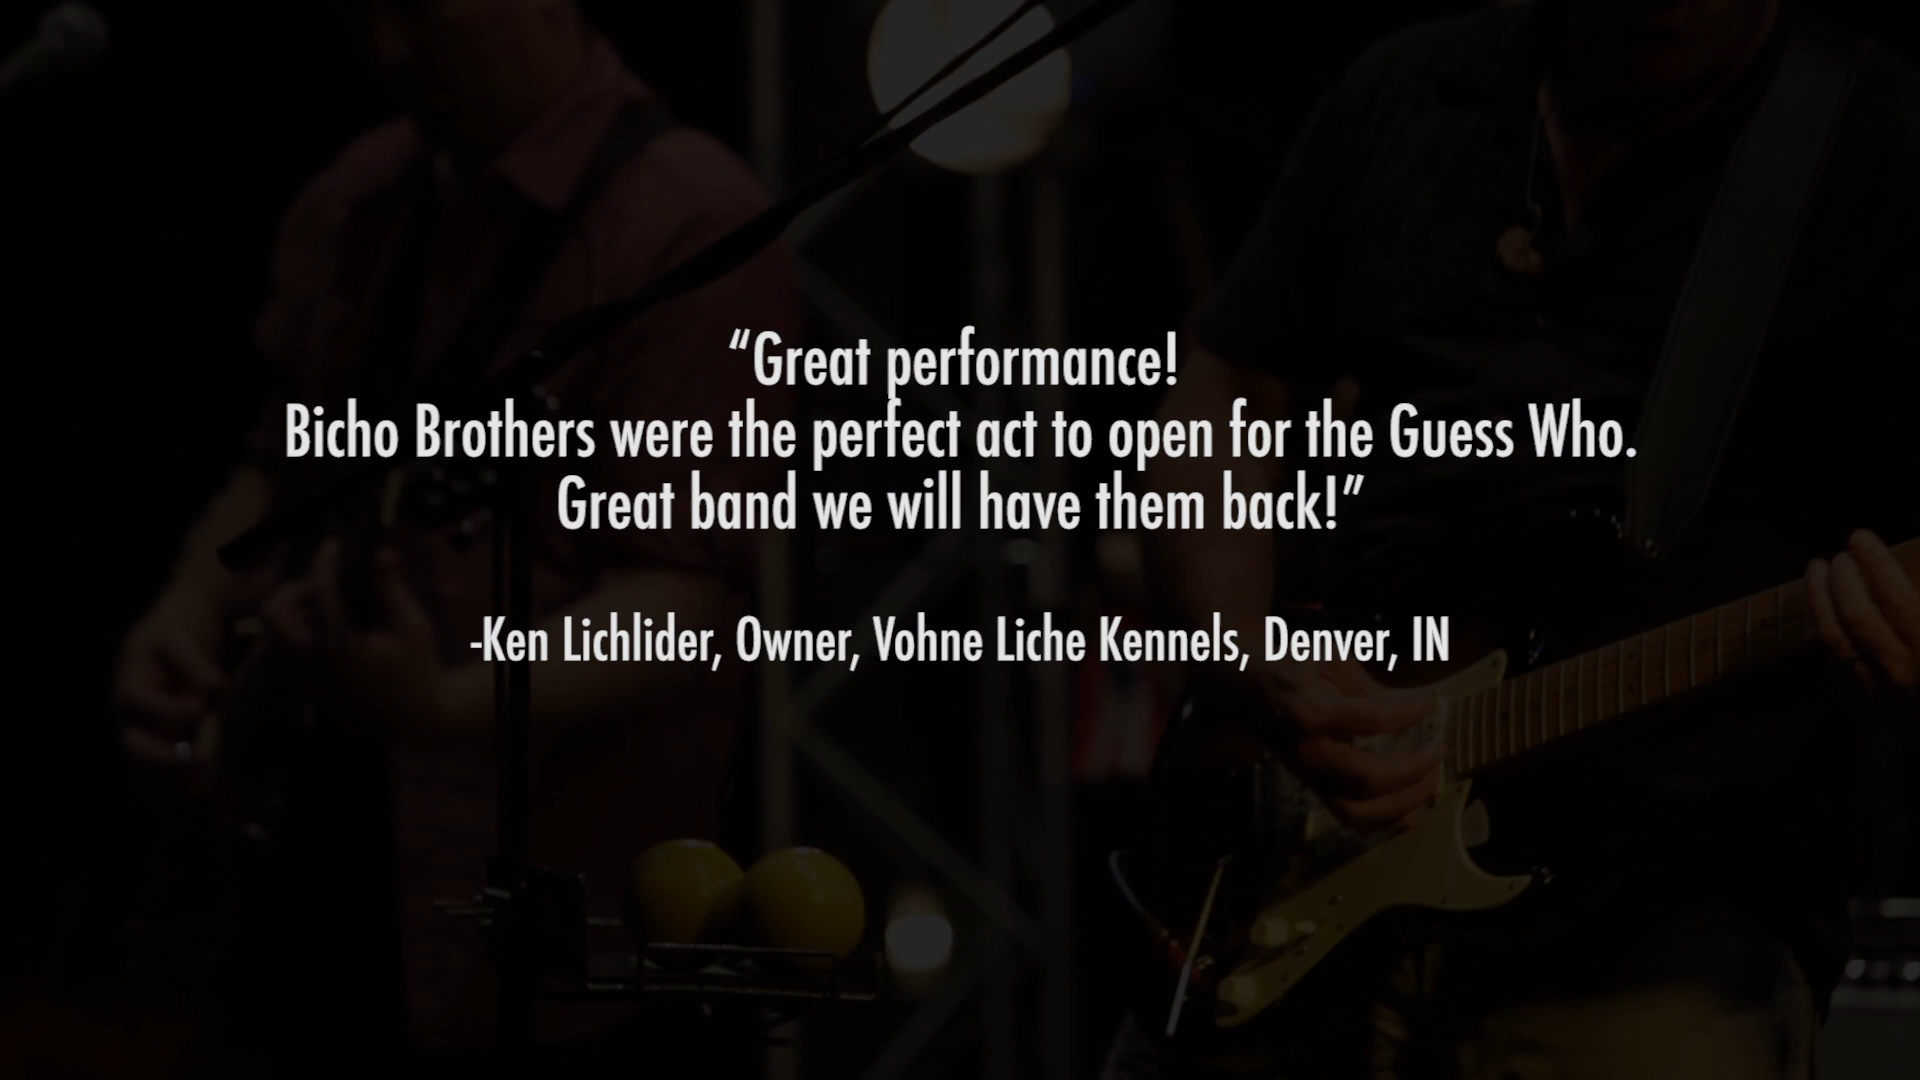 “Great performance!
Bicho Brothers were the perfect act to open for the Guess Who.
Great band we will have them back!”
-Ken Lichlider, Owner, Vohne Liche Kennels, Denver, IN